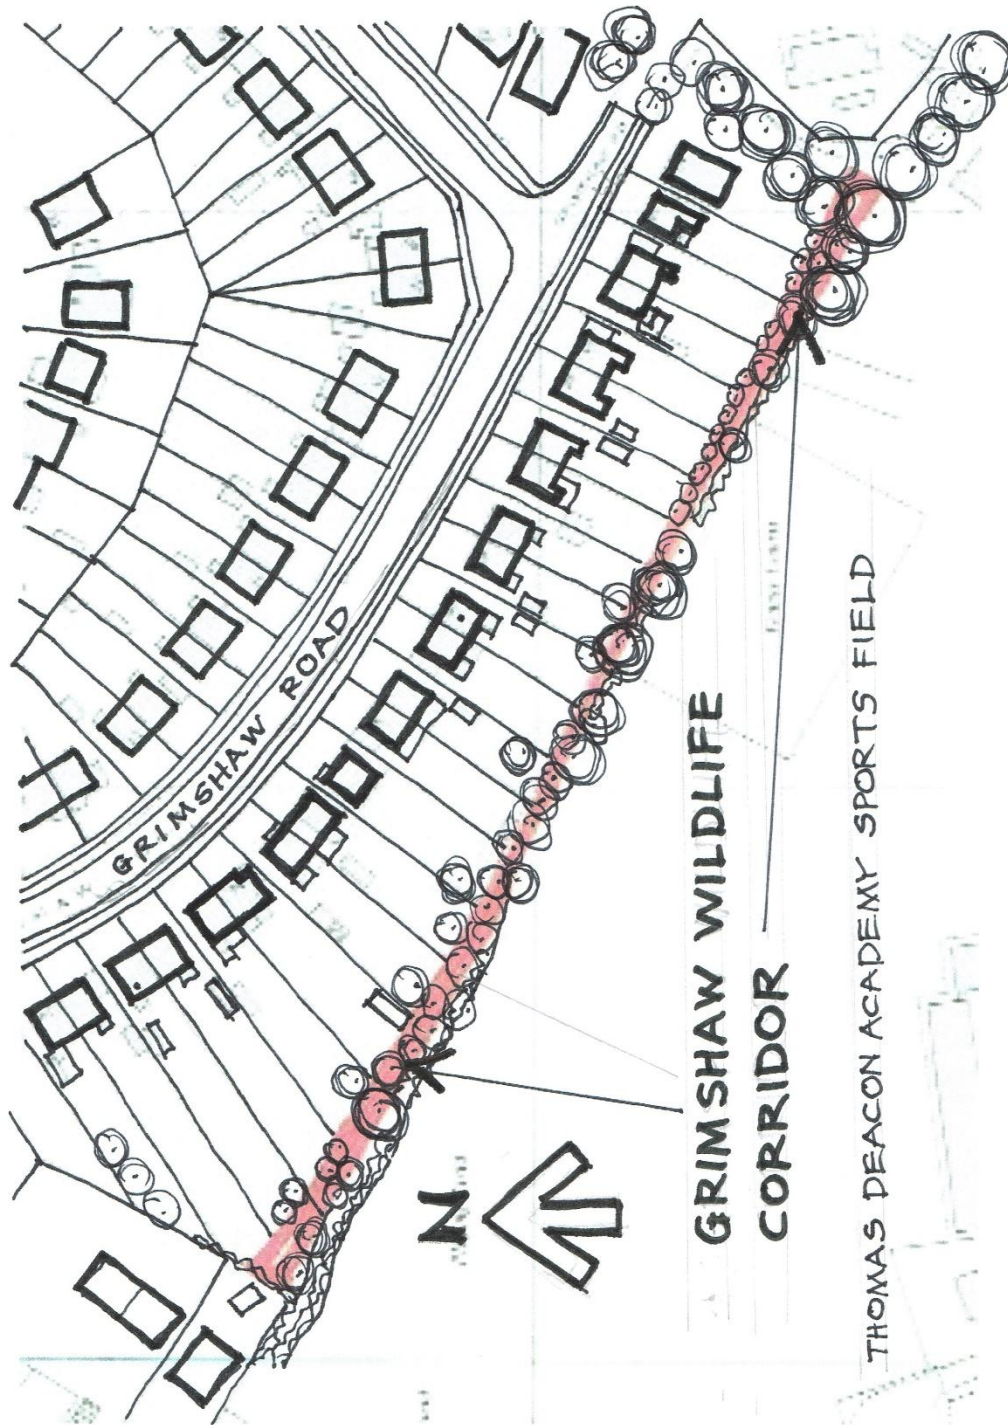 GRIMSHAW ROAD
N
GRIMSHAW WILDLIFE
CORRIDOR
THOMAS DEACON ACADEMY SPORTS FIELD